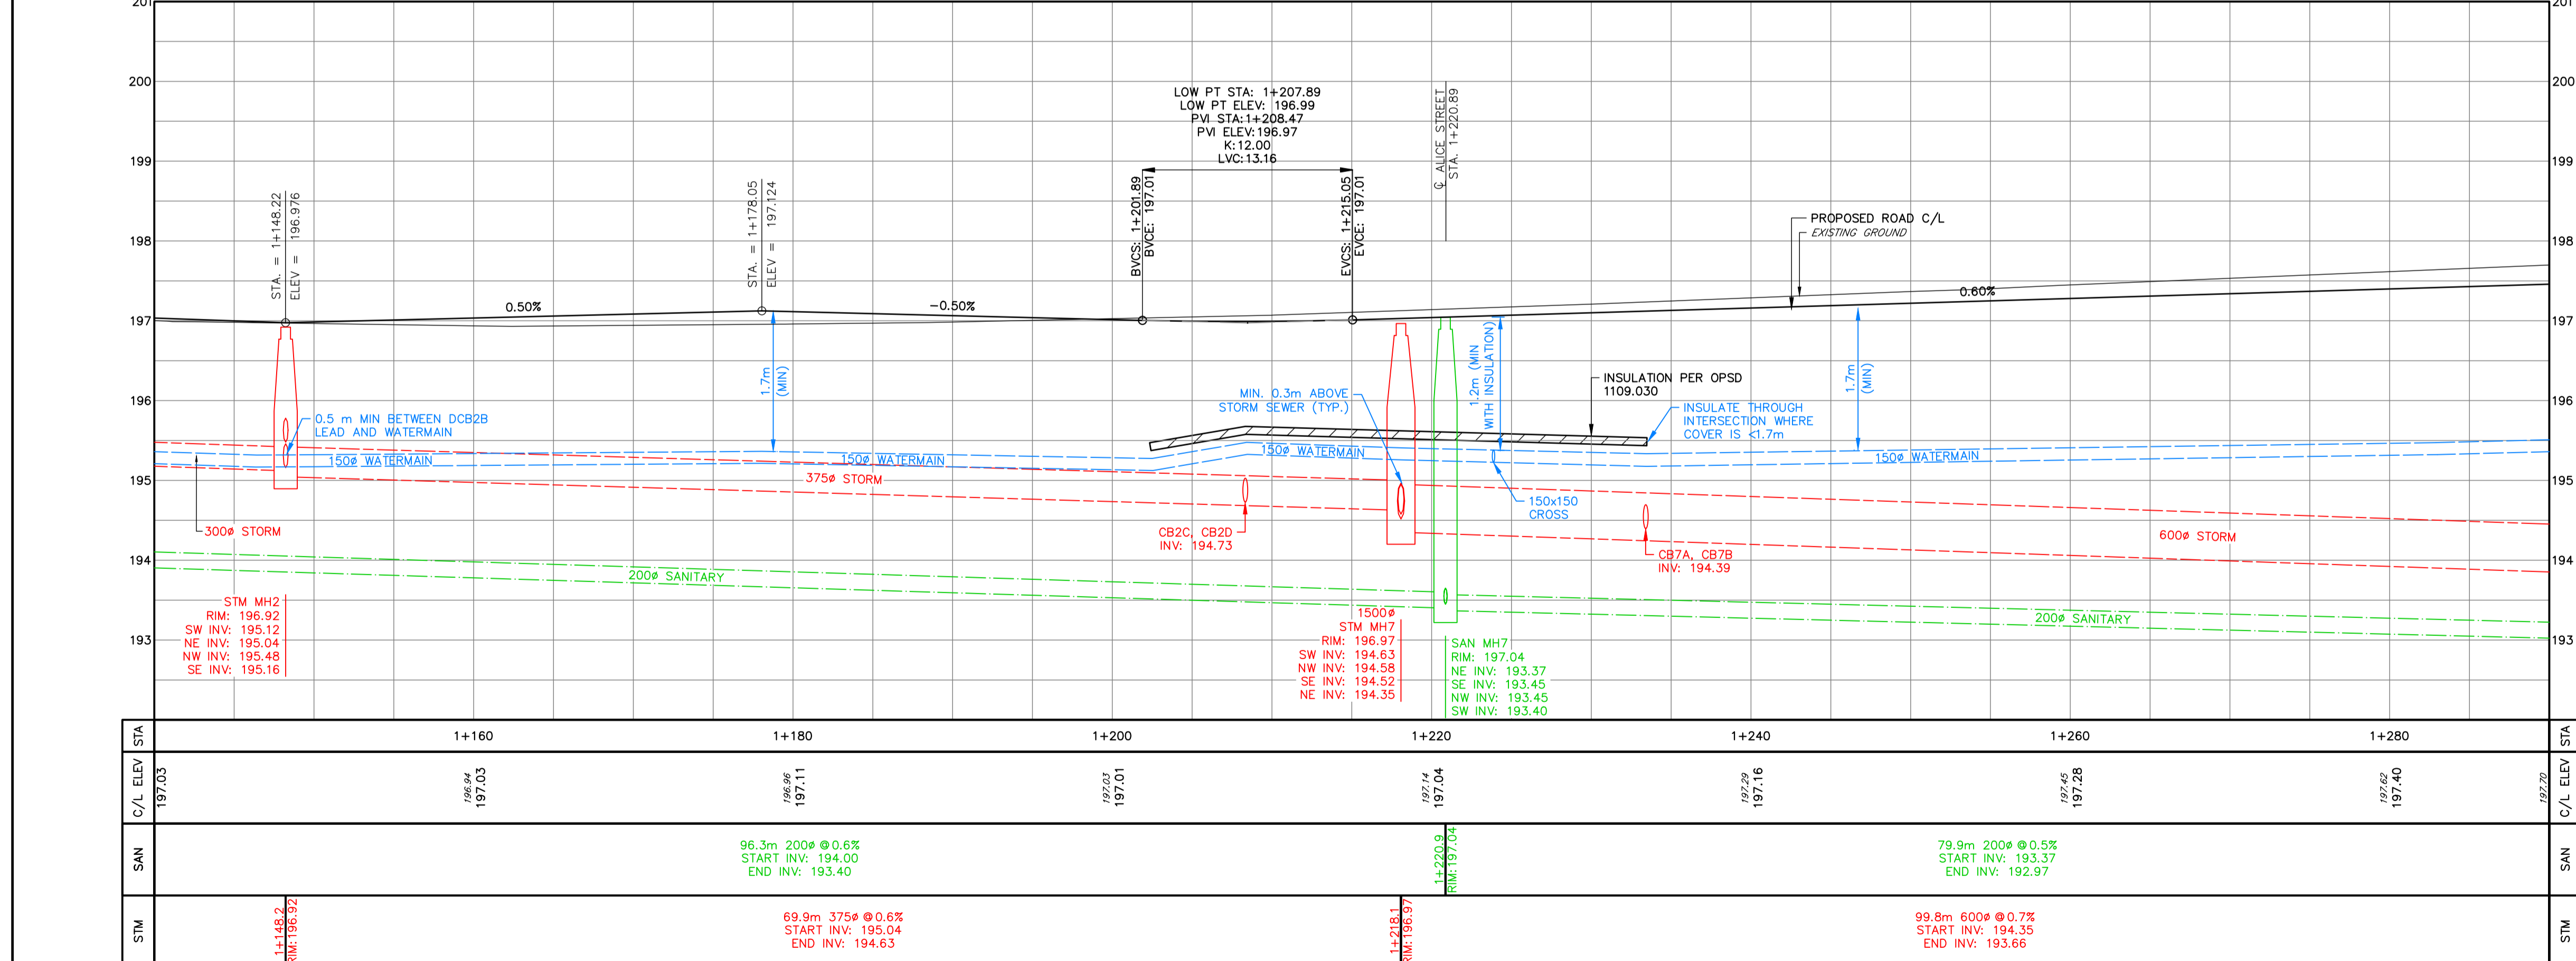 201
201
200
200
199
199
198
198
197
197
196
196
195
195
194
194
193
193
LOW PT STA: 1+207.89
LOW PT ELEV: 196.99
PVI STA:1+208.47
PVI ELEV:196.97
K:12.00
LVC:13.16
STA. = 1+148.22
ELEV = 196.976
STA. = 1+178.05
ELEV = 197.124
BVCS: 1+201.89
BVCE: 197.01
EVCS: 1+215.05
EVCE: 197.01
℄ ALICE STREET
STA. 1+220.89
PROPOSED ROAD C/L
EXISTING GROUND
0.50%
-0.50%
0.60%
1.7m
(MIN)
1.2m (MIN
WITH INSULATION)
1.7m
(MIN)
INSULATION PER OPSD
1109.030
MIN. 0.3m ABOVE
STORM SEWER (TYP.)
INSULATE THROUGH
INTERSECTION WHERE
COVER IS <1.7m
0.5 m MIN BETWEEN DCB2B
LEAD AND WATERMAIN
150ø WATERMAIN
150ø WATERMAIN
150ø WATERMAIN
150ø WATERMAIN
375ø STORM
150x150
CROSS
300ø STORM
CB2C, CB2D
INV: 194.73
CB7A, CB7B
INV: 194.39
600ø STORM
200ø SANITARY
200ø SANITARY
STM MH2
RIM: 196.92
SW INV: 195.12
NE INV: 195.04
NW INV: 195.48
SE INV: 195.16
1500ø
STM MH7
RIM: 196.97
SW INV: 194.63
NW INV: 194.58
SE INV: 194.52
NE INV: 194.35
SAN MH7
RIM: 197.04
NE INV: 193.37
SE INV: 193.45
NW INV: 193.45
SW INV: 193.40
STA
1+160
1+180
1+200
1+220
1+240
1+260
1+280
STA
C/L ELEV
197.03
196.94
197.03
196.96
197.11
197.03
197.01
197.14
197.04
197.29
197.16
197.45
197.28
197.62
197.40
197.70
C/L ELEV
SAN
96.3m 200ø @0.6%
START INV: 194.00
END INV: 193.40
1+220.9
RIM:197.04
79.9m 200ø @0.5%
START INV: 193.37
END INV: 192.97
SAN
STM
1+148.2
RIM:196.92
69.9m 375ø @0.6%
START INV: 195.04
END INV: 194.63
1+218.1
RIM:196.97
99.8m 600ø @0.7%
START INV: 194.35
END INV: 193.66
STM